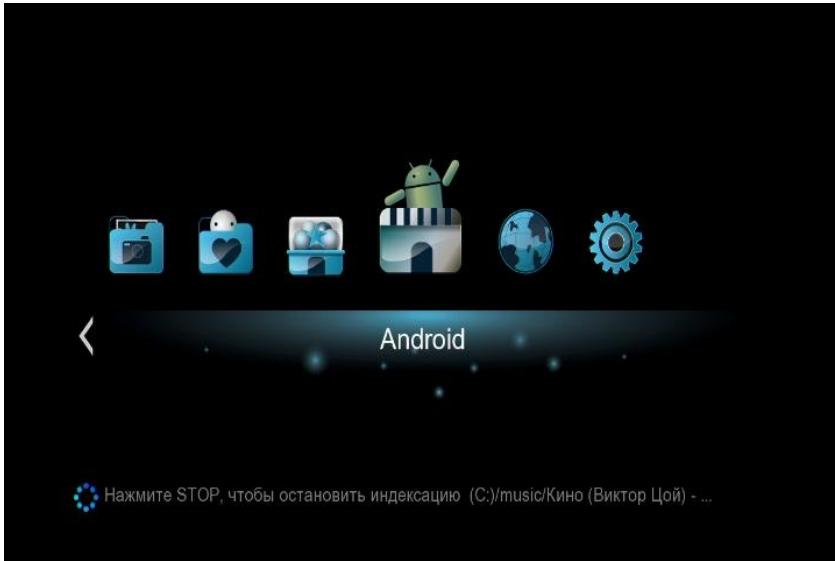 Android
Нажмите STOP, чтобы остановить индексацию (C:)/music/Кино (Виктор Цой) - ...